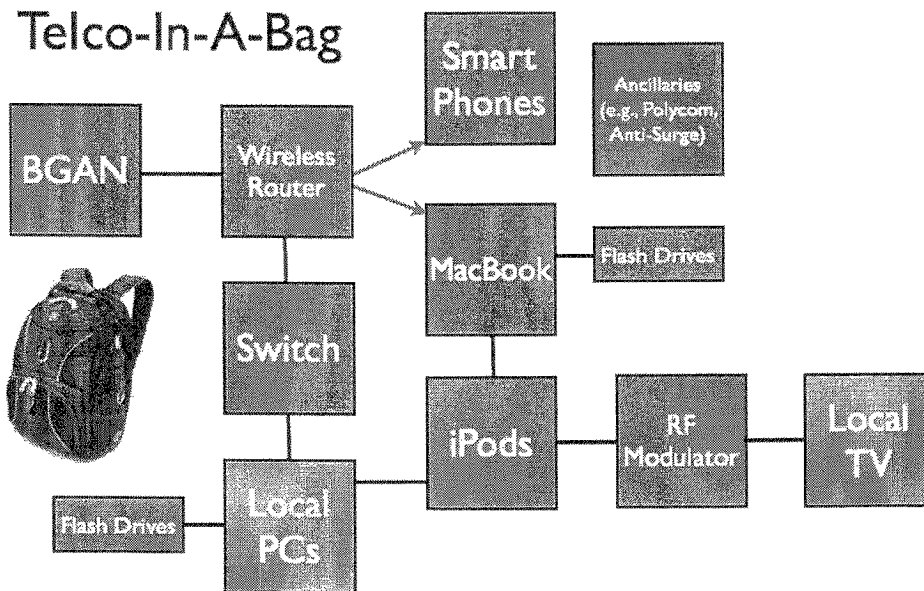 Telco-In-A-Bag
Smart
Phones
Ancillaries
(e.g., Polycom,
Anti-Surge)
BGAN
Wireless
Router
MacBook
Flash Drives
Switch
iPods
RF
Modulator
Local
TV
Flash Drives
Local
PCs